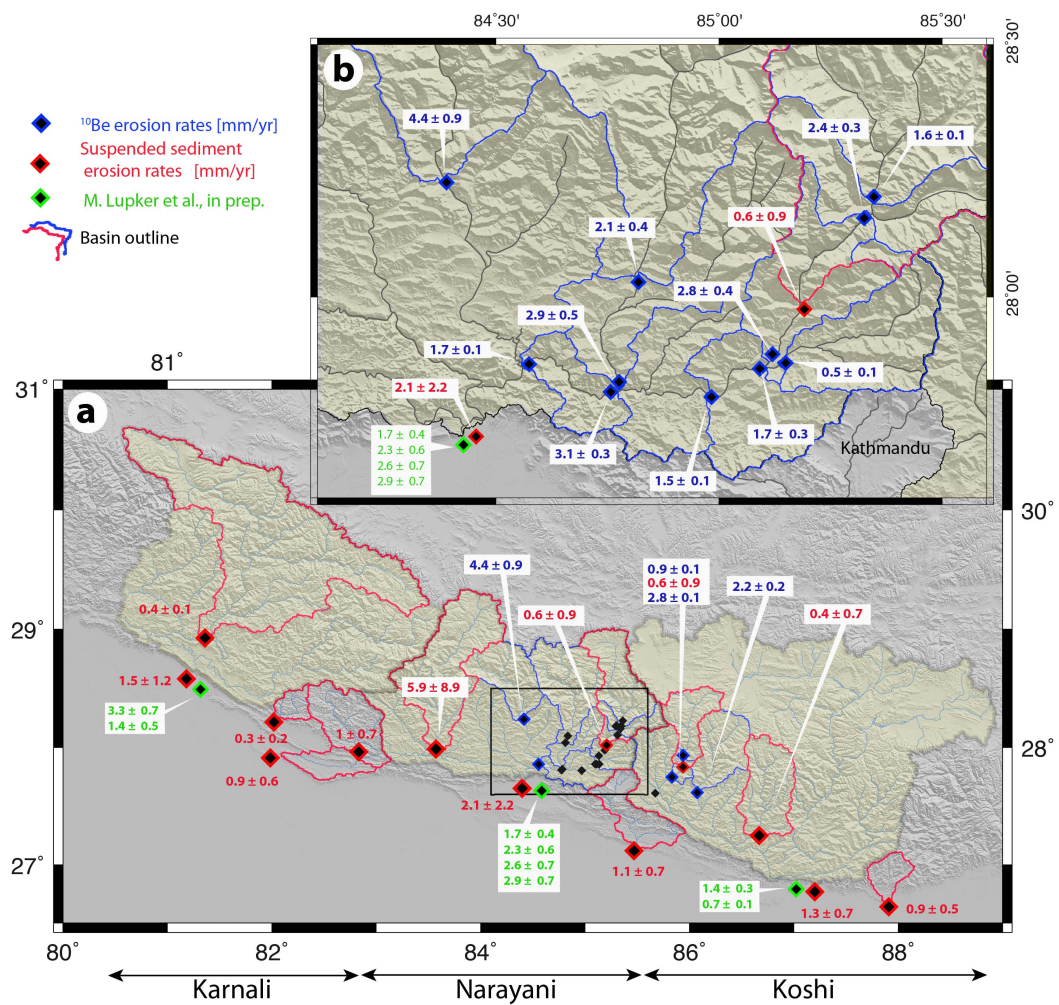 84˚30'
85˚00'
85˚30'
28˚30'
b
10Be erosion rates [mm/yr]
Suspended sediment
erosion rates [mm/yr]
M. Lupker et al., in prep.
Basin outline
4.4 ± 0.9
2.4 ± 0.3
1.6 ± 0.1
2.1 ± 0.4
0.6 ± 0.9
2.8 ± 0.4
28˚00'
2.9 ± 0.5
1.7 ± 0.1
0.5 ± 0.1
2.1 ± 2.2
1.7 ± 0.4
2.3 ± 0.6
2.6 ± 0.7
2.9 ± 0.7
1.7 ± 0.3
3.1 ± 0.3
1.5 ± 0.1
Kathmandu
81˚
31˚
a
30˚
4.4 ± 0.9
0.9 ± 0.1
0.6 ± 0.9
2.8 ± 0.1
2.2 ± 0.2
0.6 ± 0.9
0.4 ± 0.7
0.4 ± 0.1
29˚
1.5 ± 1.2
5.9 ± 8.9
3.3 ± 0.7
1.4 ± 0.5
0.3 ± 0.2
1 ± 0.7
28˚
28˚
0.9 ± 0.6
2.1 ± 2.2
1.7 ± 0.4
2.3 ± 0.6
2.6 ± 0.7
2.9 ± 0.7
27˚
1.1 ± 0.7
1.4 ± 0.3
0.7 ± 0.1
1.3 ± 0.7
0.9 ± 0.5
80˚
82˚
84˚
86˚
88˚
Karnali
Narayani
Koshi